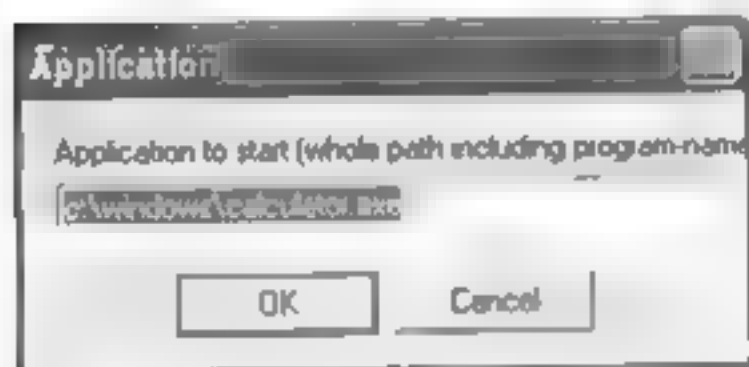 Application
Application to start (whole path including program-name
c:\windows\calculator.exe
OK
Cancel